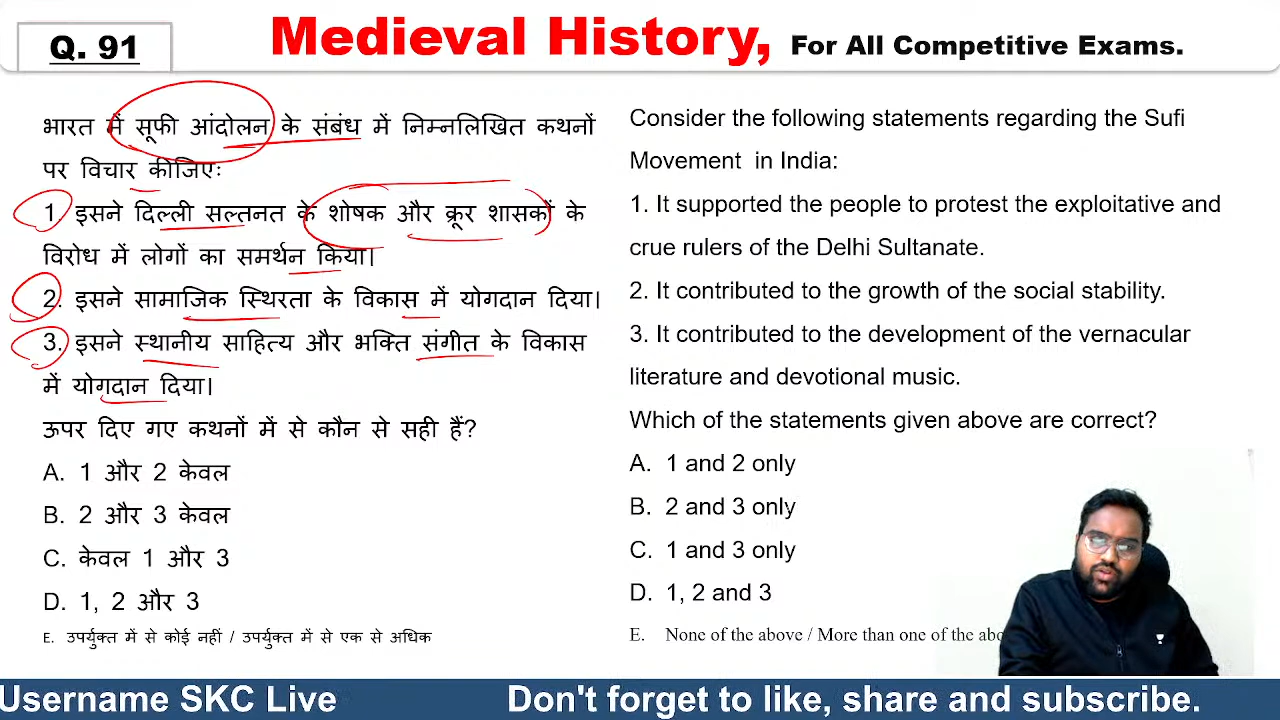 Q. 91
Medieval History, For All Competitive Exams.
भारत में सूफी आंदोलन के संबंध में निम्नलिखित कथनों
पर विचार कीजिएः
1 इसने दिल्ली सल्तनत के शोषक और क्रूर शासकों के
विरोध में लोगों का समर्थन किया।
2. इसने सामाजिक स्थिरता के विकास में योगदान दिया।
3. इसने स्थानीय साहित्य और भक्ति संगीत के विकास
में योगदान दिया।
ऊपर दिए गए कथनों में से कौन से सही हैं?
A. 1 और 2 केवल
B. 2 और 3 केवल
C. केवल 1 और 3
D. 1, 2 और 3
E. उपर्युक्त में से कोई नहीं / उपर्युक्त में से एक से अधिक
Consider the following statements regarding the Sufi
Movement in India:
1. It supported the people to protest the exploitative and
crue rulers of the Delhi Sultanate.
2. It contributed to the growth of the social stability.
3. It contributed to the development of the vernacular
literature and devotional music.
Which of the statements given above are correct?
A. 1 and 2 only
B. 2 and 3 only
C. 1 and 3 only
D. 1, 2 and 3
E. None of the above / More than one of the
Username SKC Live Don't forget to like, share and subscribe.